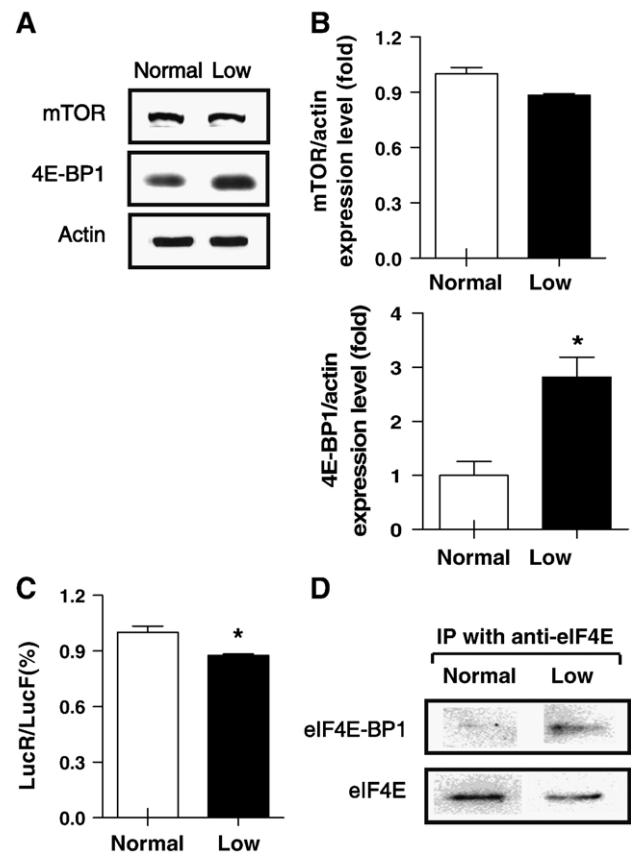 A
Normal Low
mTOR
4E-BP1
Actin
B
mTOR/actin
expression level (fold)
1.2
0.9
0.6
0.3
0.0
Normal Low
4E-BP1/actin
expression level (fold)
4
3
2
1
0
*
Normal Low
C
LucR/LucF(%)
1.2
0.9
0.6
0.3
0.0
*
Normal Low
D
IP with anti-eIF4E
Normal Low
eIF4E-BP1
eIF4E